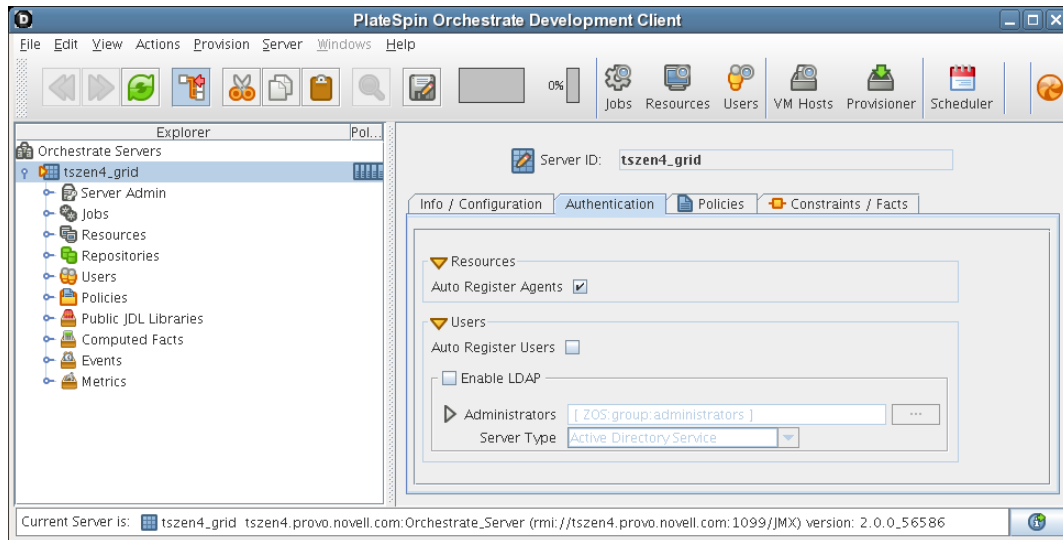 PlateSpin Orchestrate Development Client
File Edit View Actions Provision Server Windows Help
0%
Jobs Resources Users VM Hosts Provisioner Scheduler
Explorer Pol...
Orchestrate Servers
tszen4_grid
Server Admin
Jobs
Resources
Repositories
Users
Policies
Public JDL Libraries
Computed Facts
Events
Metrics
Server ID: tszen4_grid
Info / Configuration Authentication Policies Constraints / Facts
Resources
Auto Register Agents
Users
Auto Register Users
Enable LDAP
Administrators [ ZOS:group:administrators ] ...
Server Type Active Directory Service
Current Server is: tszen4_grid tszen4.provo.novell.com:Orchestrate_Server (rmi://tszen4.provo.novell.com:1099/JMX) version: 2.0.0_56586